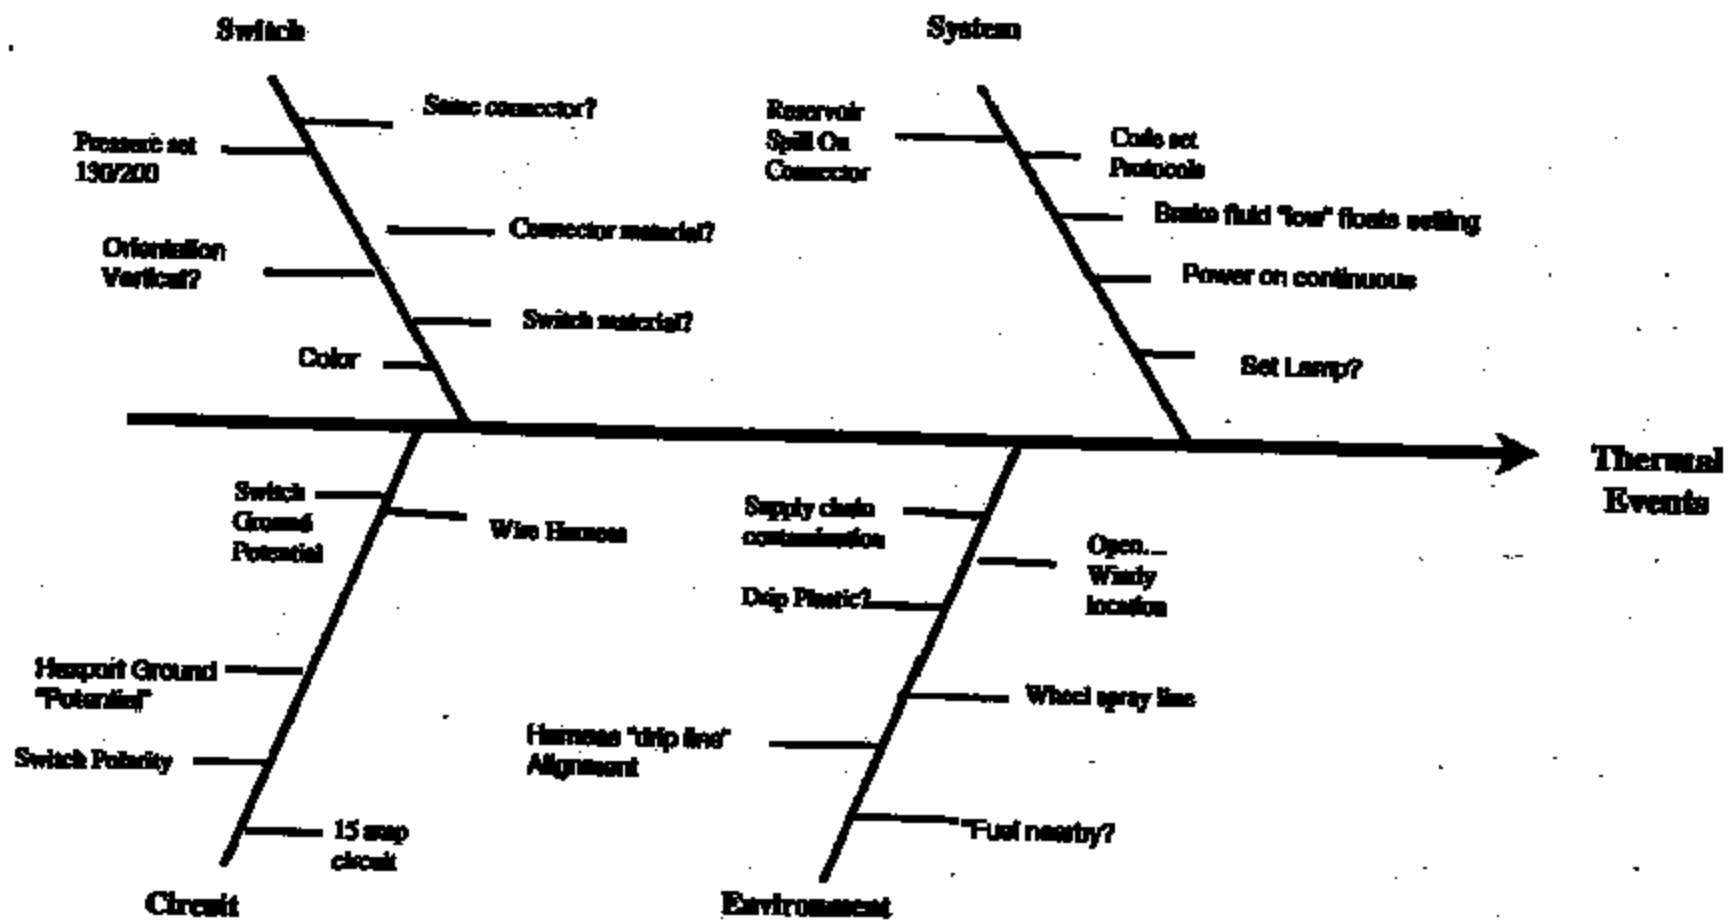 Switch
System
Same connector?
Pressure set
190/200
Connector material?
Orientation
Vertical?
Switch material?
Color
Reservoir
Spill On
Connector
Code set
Protocols
Brake fluid "low" floats setting
Power on continuous
Set Lamp?
Thermal
Events
Switch
Ground
Potential
Wire Harness
Hexport Ground
"Potential"
Switch Polarity
15 amp
circuit
Circuit
Supply chain
contamination
Open...
Windy
location
Drip Plastic?
Wheel spray line
Harness "drip line"
Alignment
"Fuel nearby?
Environment